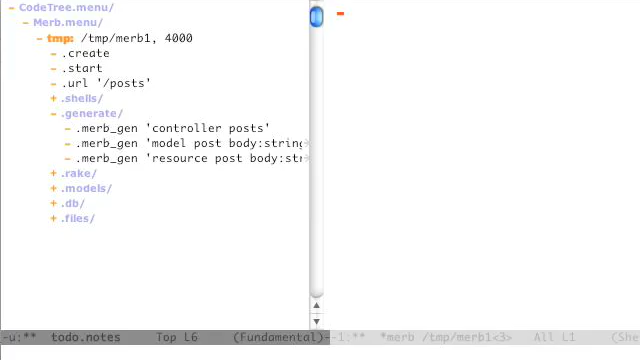 - CodeTree.menu/
- Merb.menu/
- tmp: /tmp/merb1, 4000
- .create
- .start
- .url '/posts'
+ .shells/
- .generate/
- .merb_gen 'controller posts'
- .merb_gen 'model post body:string
- .merb_gen 'resource post body:str
+ .rake/
+ .models/
+ .db/
+ .files/
-
-u:** todo.notes Top L6 (Fundamental)
-1:** *merb /tmp/merb1<3> All L1 (She